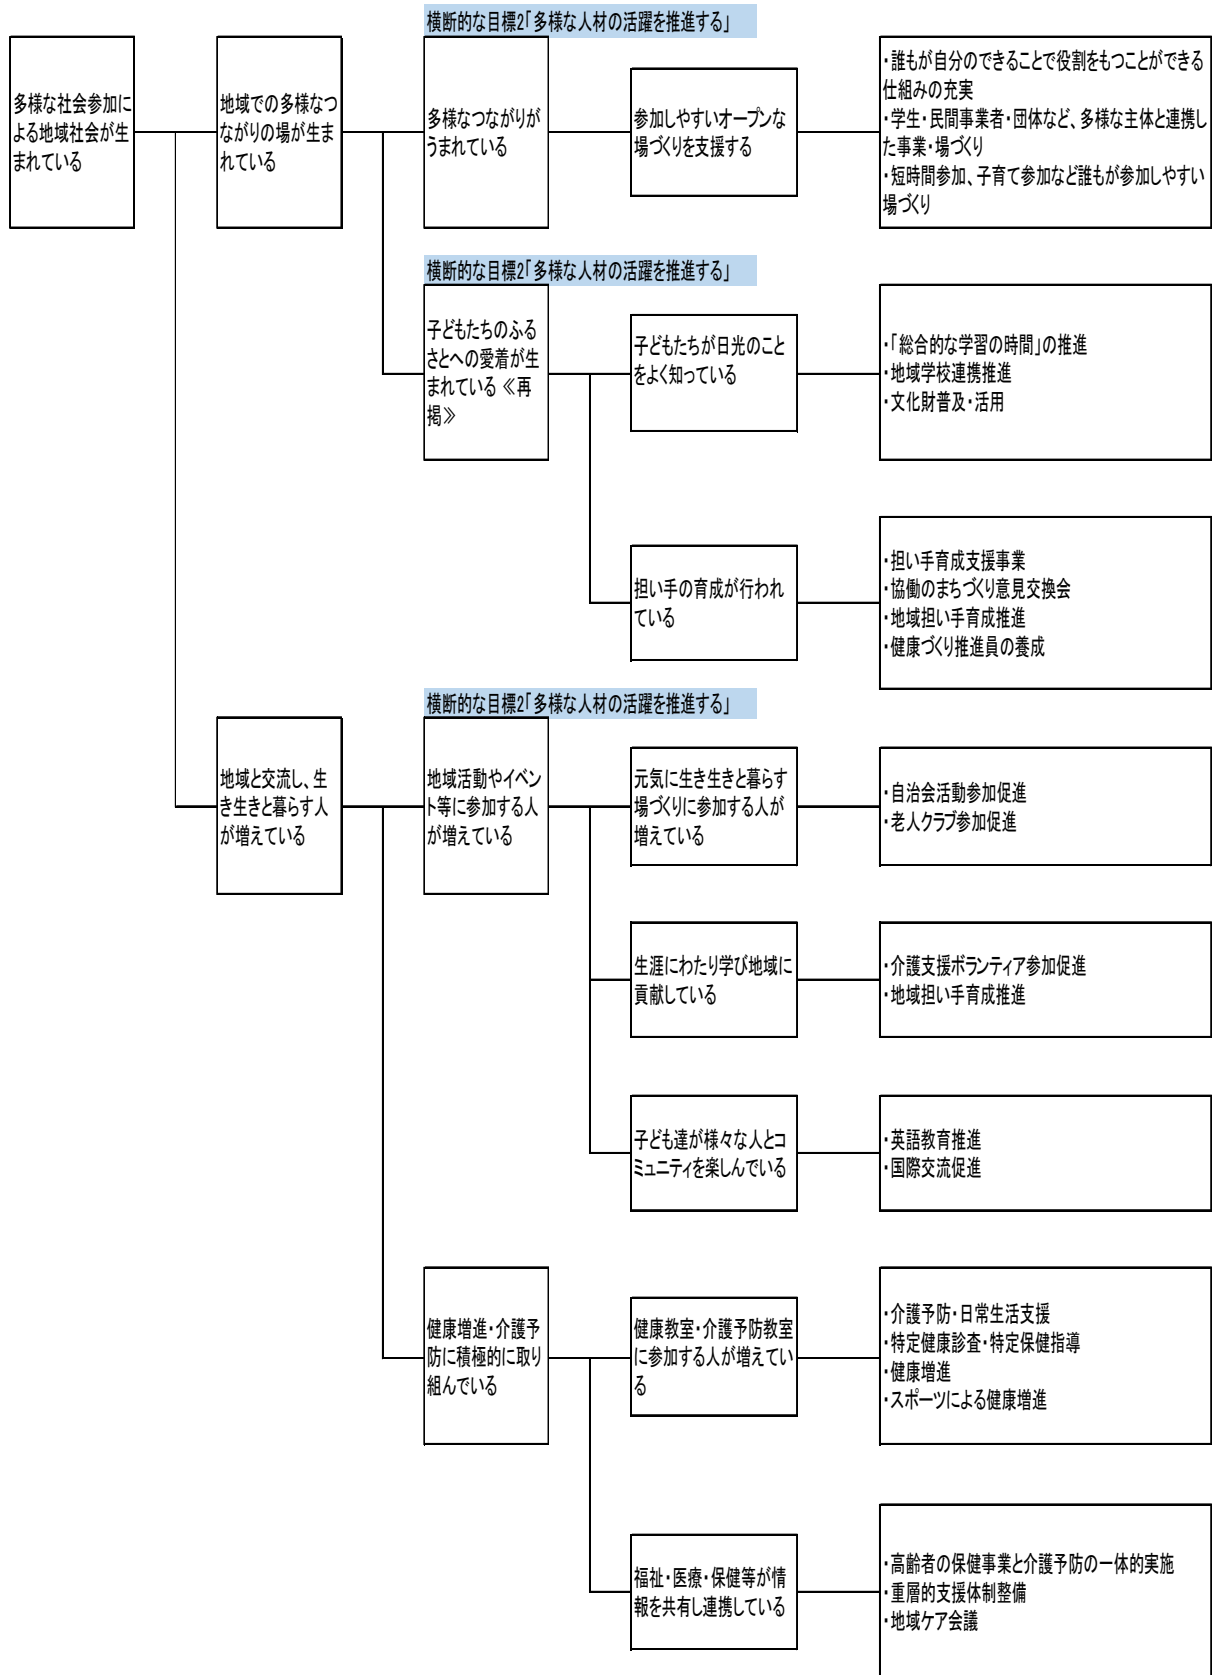 横断的な目標2「多様な人材の活躍を推進する」
多様な社会参加に
よる地域社会が生
まれている
地域での多様なつ
ながりの場が生ま
れている
多様なつながりが
うまれている
参加しやすいオープンな
場づくりを支援する
・誰もが自分のできることで役割をもつことができる
仕組みの充実
・学生・民間事業者・団体など、多様な主体と連携し
た事業・場づくり
・短時間参加、子育て参加など誰もが参加しやすい
場づくり
横断的な目標2「多様な人材の活躍を推進する」
子どもたちのふる
さとへの愛着が生
まれている ≪再
掲≫
子どもたちが日光のこと
をよく知っている
・「総合的な学習の時間」の推進
・地域学校連携推進
・文化財普及・活用
担い手の育成が行われ
ている
・担い手育成支援事業
・協働のまちづくり意見交換会
・地域担い手育成推進
・健康づくり推進員の養成
横断的な目標2「多様な人材の活躍を推進する」
地域と交流し、生
き生きと暮らす人
が増えている
地域活動やイベン
ト等に参加する人
が増えている
元気に生き生きと暮らす
場づくりに参加する人が
増えている
・自治会活動参加促進
・老人クラブ参加促進
生涯にわたり学び地域に
貢献している
・介護支援ボランティア参加促進
・地域担い手育成推進
子ども達が様々な人とコ
ミュニティを楽しんでいる
・英語教育推進
・国際交流促進
健康増進・介護予
防に積極的に取り
組んでいる
健康教室・介護予防教室
に参加する人が増えてい
る
・介護予防・日常生活支援
・特定健康診査・特定保健指導
・健康増進
・スポーツによる健康増進
福祉・医療・保健等が情
報を共有し連携している
・高齢者の保健事業と介護予防の一体的実施
・重層的支援体制整備
・地域ケア会議